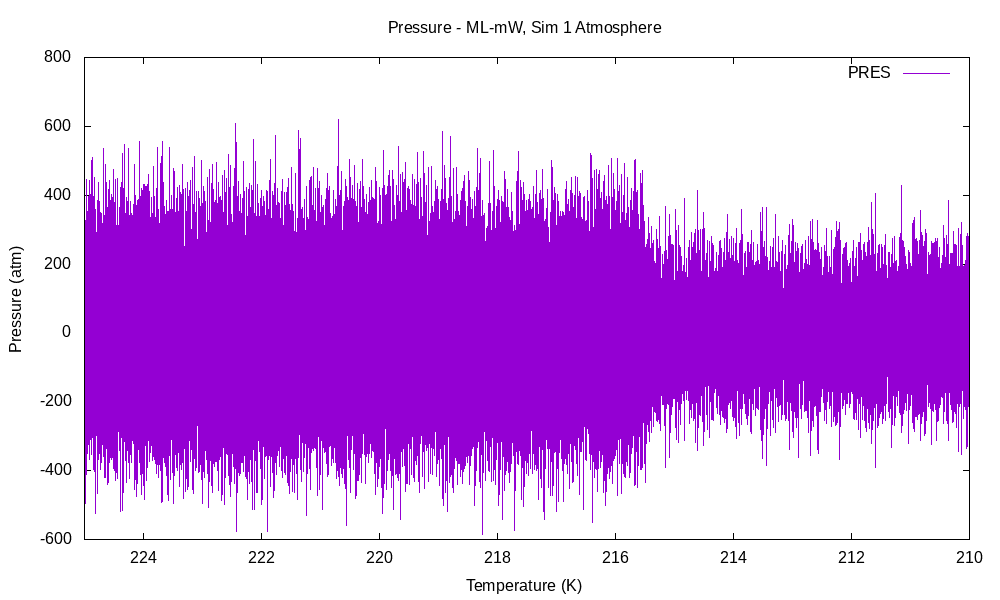 Pressure - ML-mW, Sim 1 Atmosphere
800
600
400
200
0
-200
-400
-600
Pressure (atm)
PRES
224 222 220 218 216 214 212 210
Temperature (K)